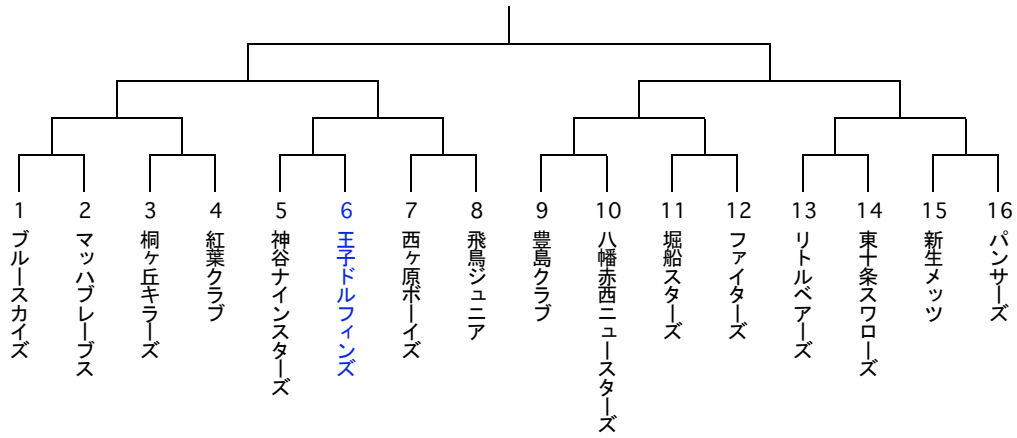 1 2 3 4 5 6 7 8 9 10 11 12 13 14 15 16
ブルースカイズ
マッハブレーブス
桐ヶ丘キラーズ
紅葉クラブ
神谷ナインスターズ
王子ドルフィンズ
西ヶ原ボーイズ
飛鳥ジュニア
豊島クラブ
八幡赤西ニュースターズ
堀船スターズ
ファイターズ
リトルベアーズ
東十条スワローズ
新生メッツ
パンサーズ